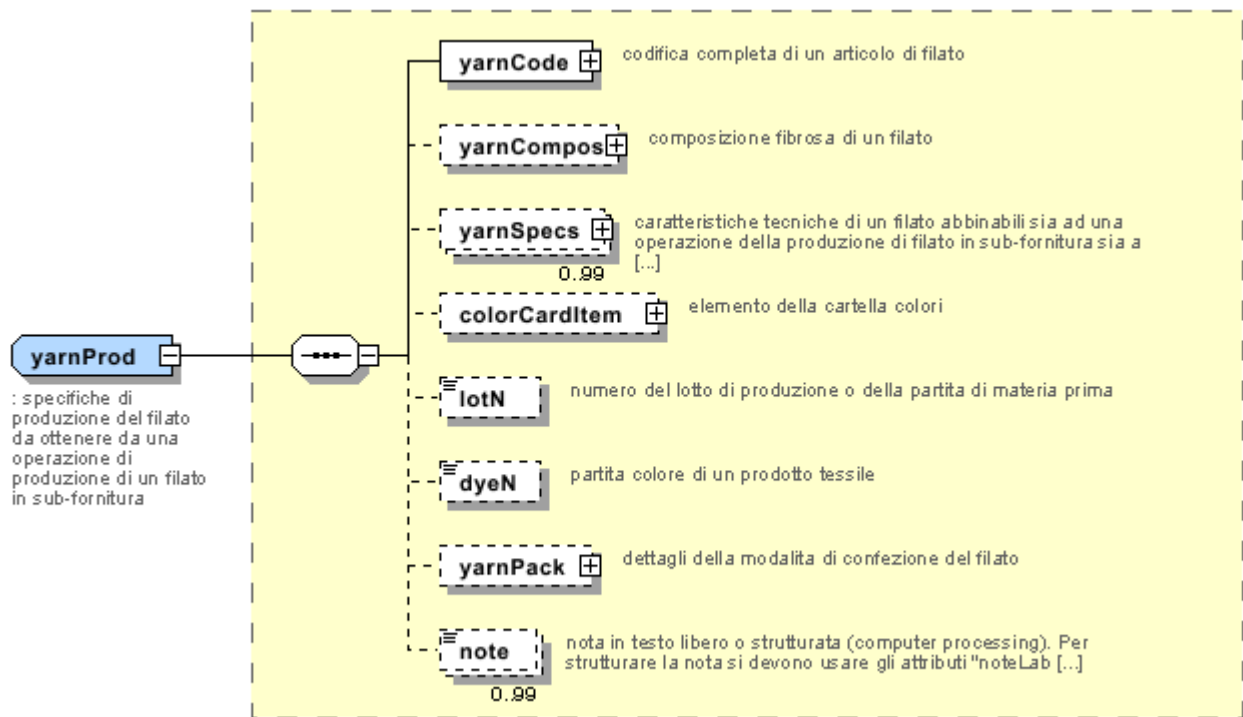 yarnCode
codifica completa di un articolo di filato
yarnCompos
composizione fibrosa di un filato
yarnSpecs
caratteristiche tecniche di un filato abbinabili sia ad una
operazione della produzione di filato in sub-fornitura sia a
[...]
0..99
colorCardItem
elemento della cartella colori
yarnProd
: specifiche di
produzione del filato
da ottenere da una
operazione di
produzione di un filato
in sub-fornitura
lotN
numero del lotto di produzione o della partita di materia prima
dyeN
partita colore di un prodotto tessile
yarnPack
dettagli della modalita di confezione del filato
note
nota in testo libero o strutturata (computer processing). Per
strutturare la nota si devono usare gli attributi "noteLab [...]
0..99